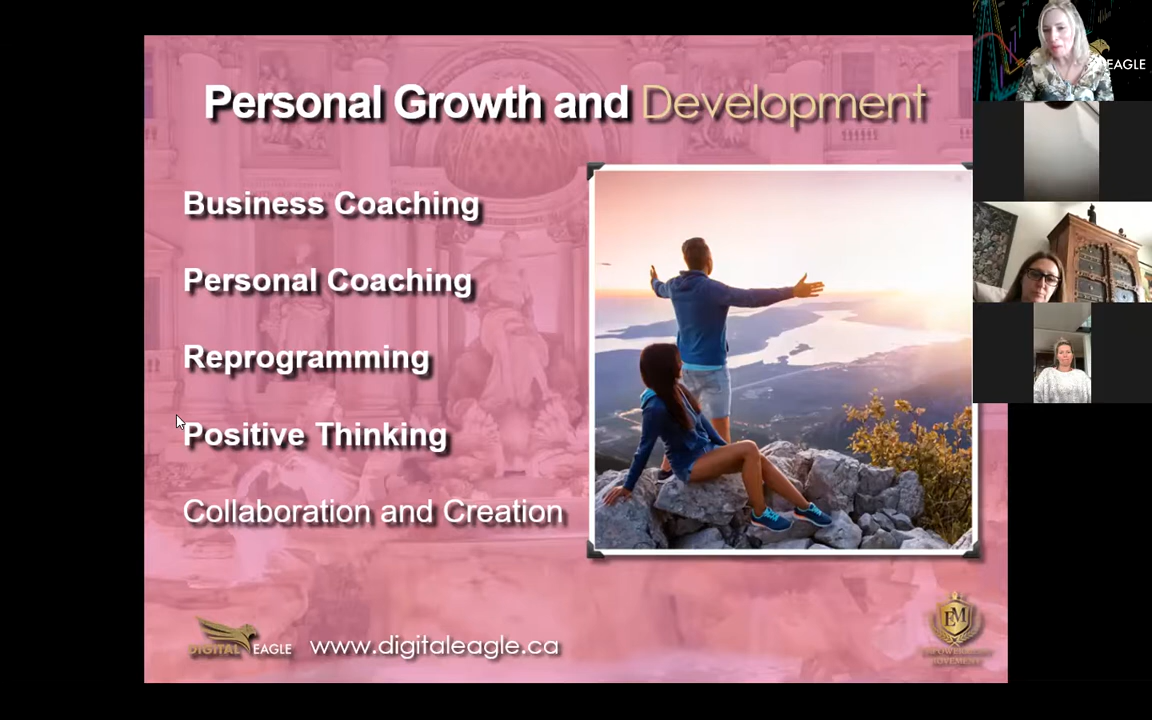 Personal Growth and Development
Business Coaching
Personal Coaching
Reprogramming
Positive Thinking
Collaboration and Creation
DIGITAL EAGLE
www.digitaleagle.ca
EM
EAGLE